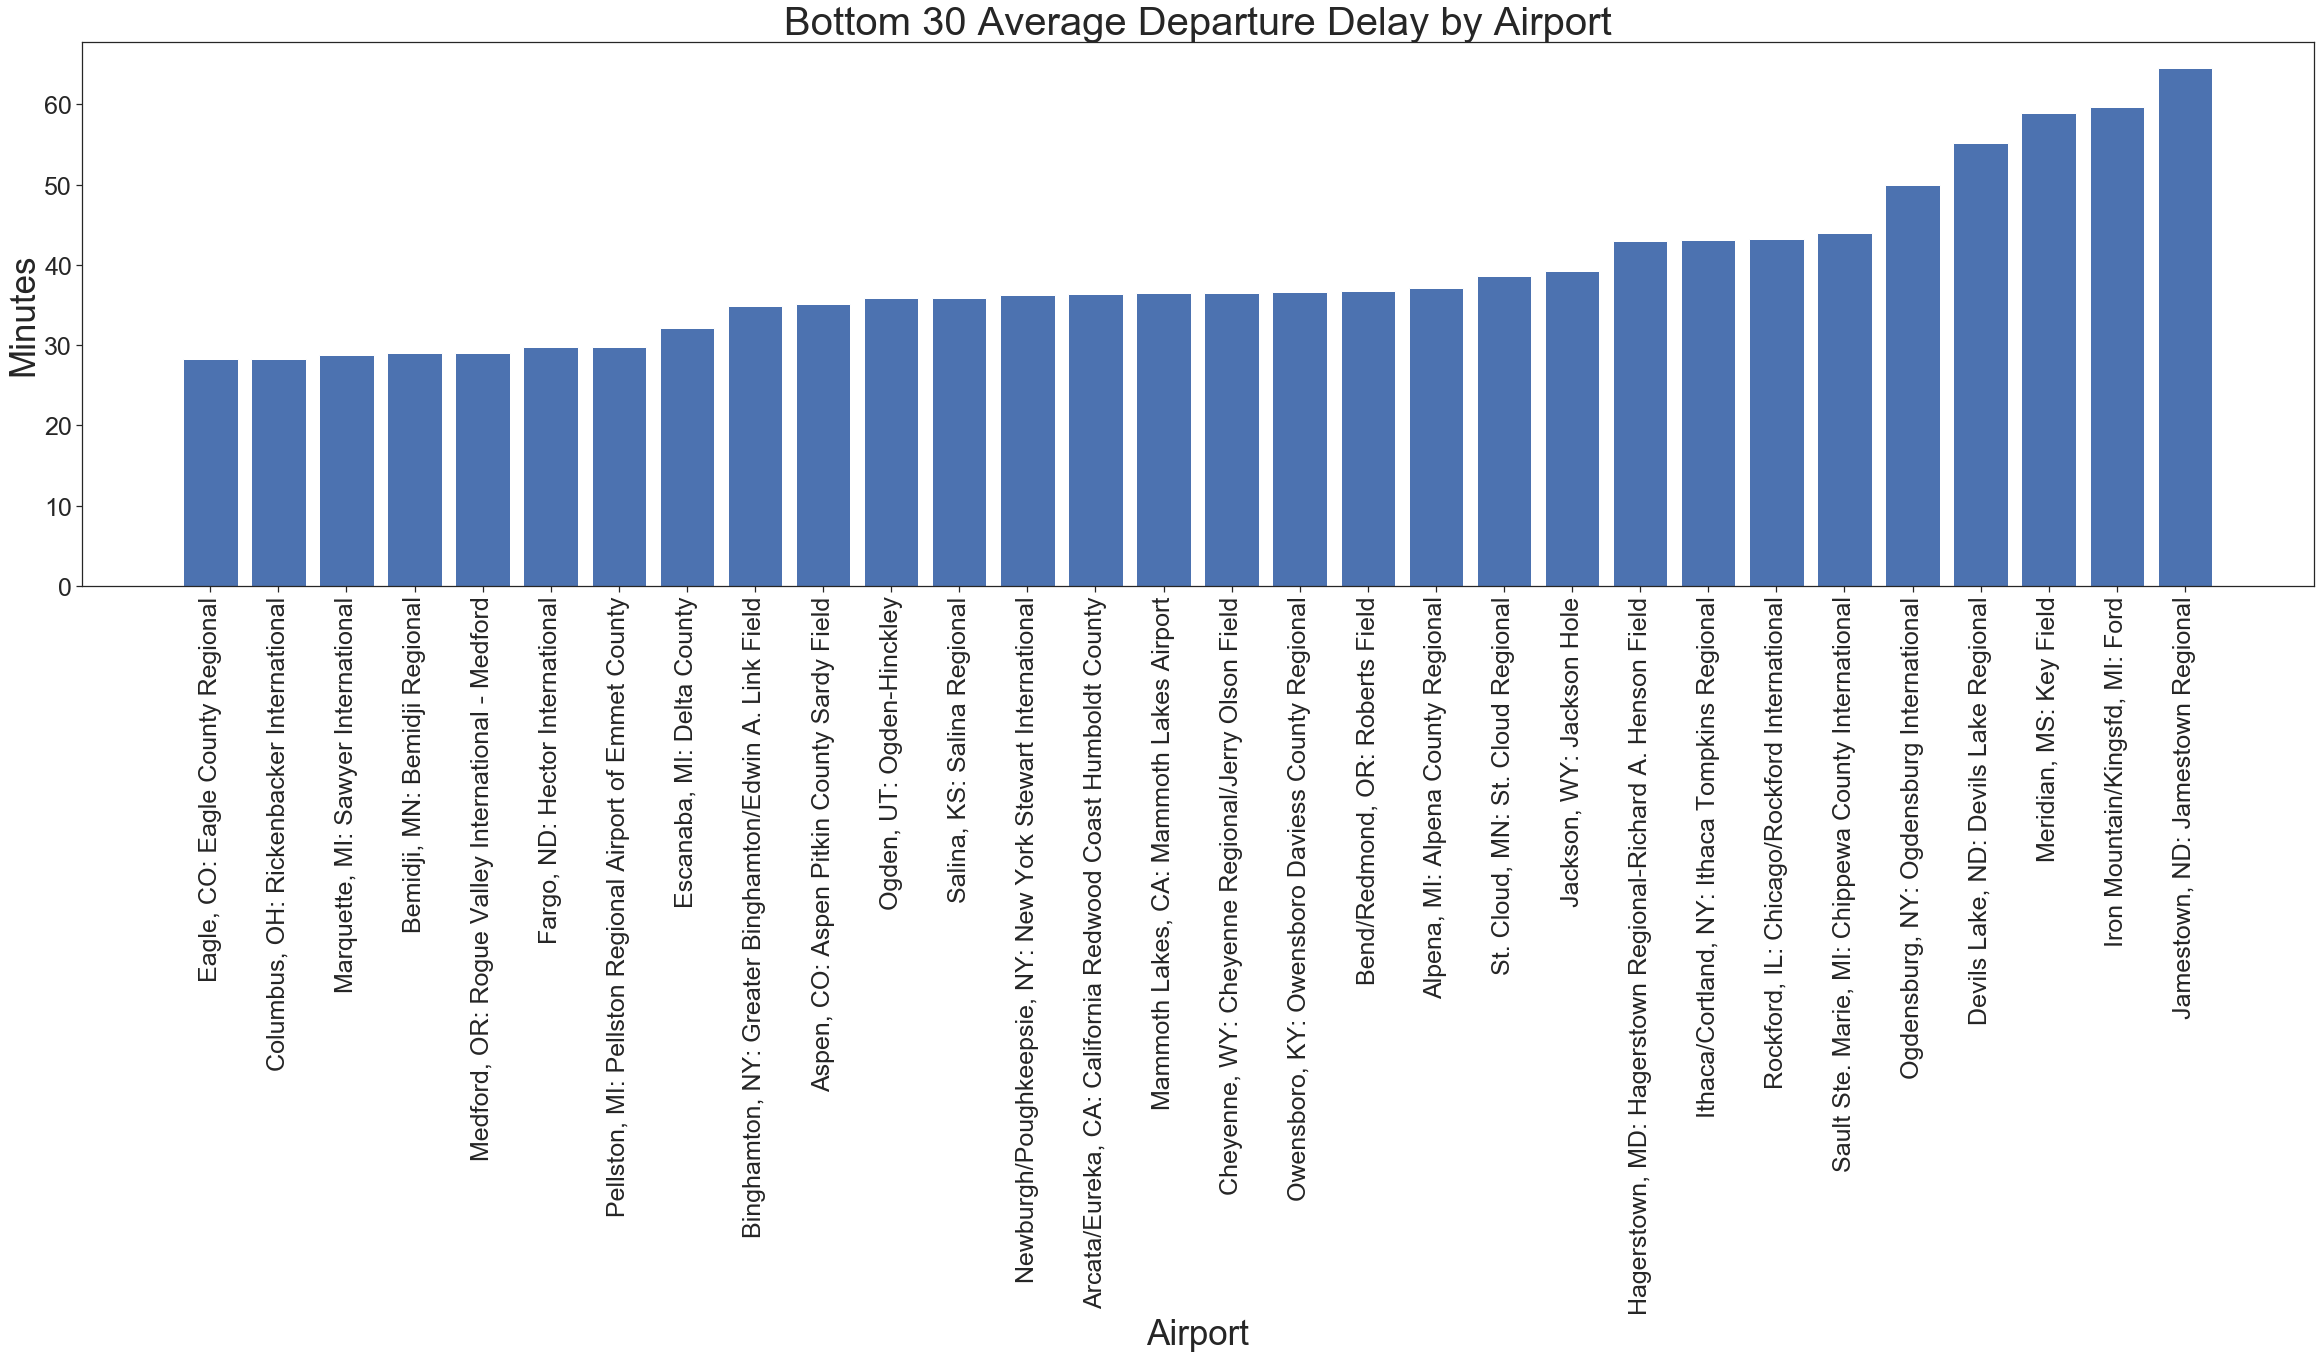 Bottom 30 Average Departure Delay by Airport
Minutes
60
50
40
30
20
10
0
Eagle, CO: Eagle County Regional
Columbus, OH: Rickenbacker International
Marquette, MI: Sawyer International
Bemidji, MN: Bemidji Regional
Medford, OR: Rogue Valley International - Medford
Fargo, ND: Hector International
Pellston, MI: Pellston Regional Airport of Emmet County
Escanaba, MI: Delta County
Binghamton, NY: Greater Binghamton/Edwin A. Link Field
Aspen, CO: Aspen Pitkin County Sardy Field
Ogden, UT: Ogden-Hinckley
Salina, KS: Salina Regional
Newburgh/Poughkeepsie, NY: New York Stewart International
Arcata/Eureka, CA: California Redwood Coast Humboldt County
Mammoth Lakes, CA: Mammoth Lakes Airport
Cheyenne, WY: Cheyenne Regional/Jerry Olson Field
Owensboro, KY: Owensboro Daviess County Regional
Bend/Redmond, OR: Roberts Field
Alpena, MI: Alpena County Regional
St. Cloud, MN: St. Cloud Regional
Jackson, WY: Jackson Hole
Hagerstown, MD: Hagerstown Regional-Richard A. Henson Field
Ithaca/Cortland, NY: Ithaca Tompkins Regional
Rockford, IL: Chicago/Rockford International
Sault Ste. Marie, MI: Chippewa County International
Ogdensburg, NY: Ogdensburg International
Devils Lake, ND: Devils Lake Regional
Meridian, MS: Key Field
Iron Mountain/Kingsfd, MI: Ford
Jamestown, ND: Jamestown Regional
Airport